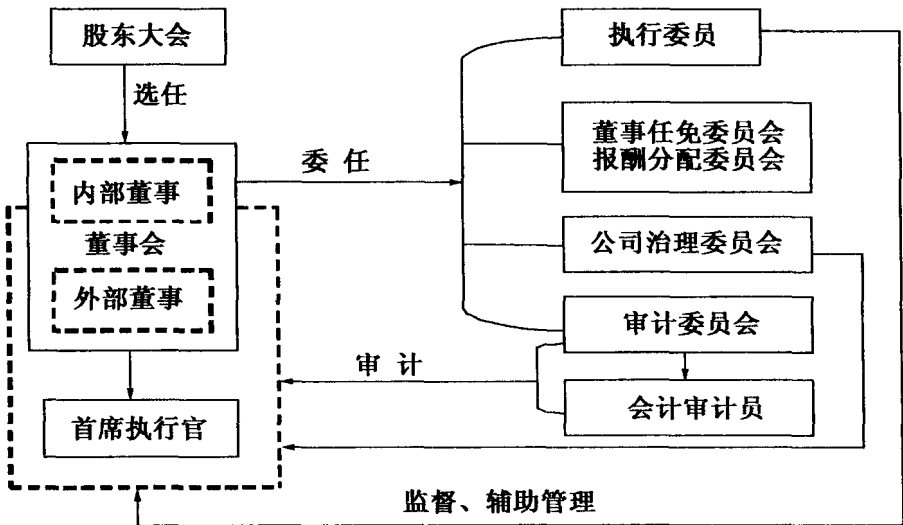 股东大会
选任
内部董事
董事会
外部董事
首席执行官
委任
执行委员
董事任免委员会
报酬分配委员会
公司治理委员会
审计委员会
审计
会计审计员
监督、辅助管理